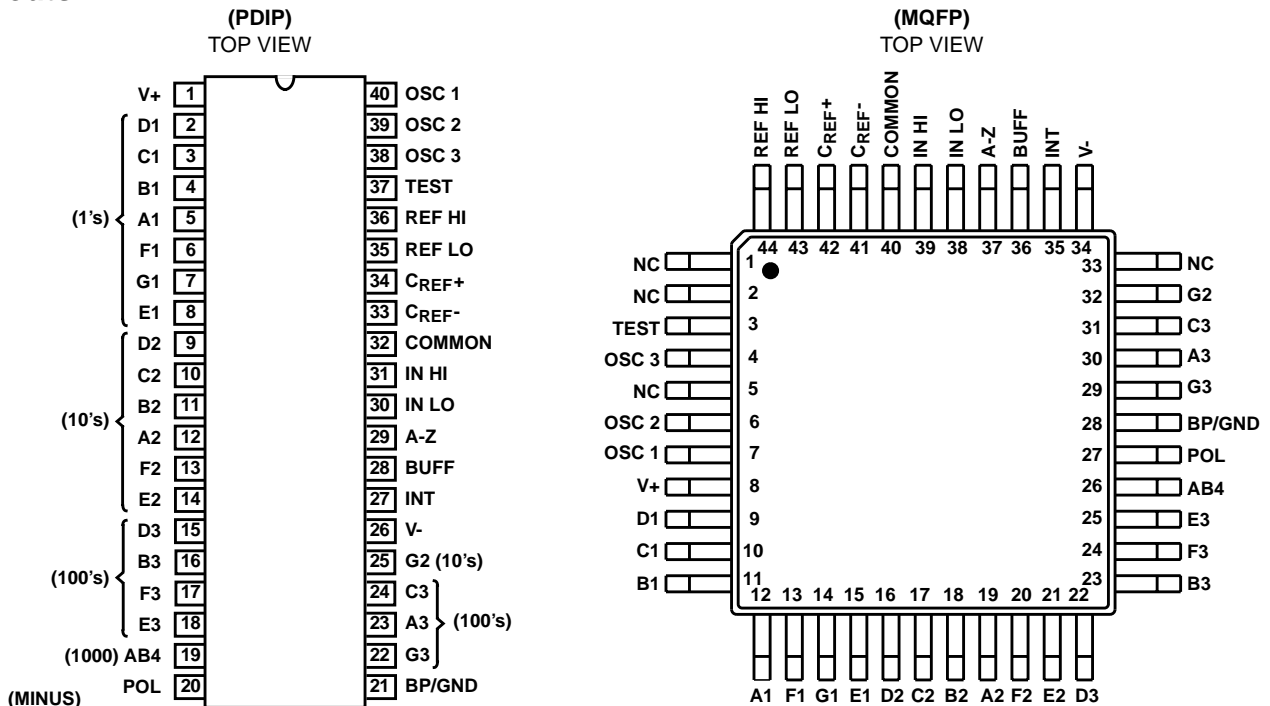 (PDIP)
TOP VIEW
V+ 1 40 OSC 1
D1 2 39 OSC 2
C1 3 38 OSC 3
B1 4 37 TEST
(1's) A1 5 36 REF HI
F1 6 35 REF LO
G1 7 34 CREF+
E1 8 33 CREF-
D2 9 32 COMMON
C2 10 31 IN HI
B2 11 30 IN LO
(10's) A2 12 29 A-Z
F2 13 28 BUFF
E2 14 27 INT
D3 15 26 V-
B3 16 25 G2 (10's)
(100's) F3 17 24 C3
E3 18 23 A3 (100's)
(1000) AB4 19 22 G3
(MINUS) POL 20 21 BP/GND
(MQFP)
TOP VIEW
REF HI REF LO CREF+ CREF- COMMON IN HI IN LO A-Z BUFF INT V-
44 43 42 41 40 39 38 37 36 35 34
NC 1 33 NC
NC 2 32 G2
TEST 3 31 C3
OSC 3 4 30 A3
NC 5 29 G3
OSC 2 6 28 BP/GND
OSC 1 7 27 POL
V+ 8 26 AB4
D1 9 25 E3
C1 10 24 F3
B1 11 23 B3
12 13 14 15 16 17 18 19 20 21 22
A1 F1 G1 E1 D2 C2 B2 A2 F2 E2 D3